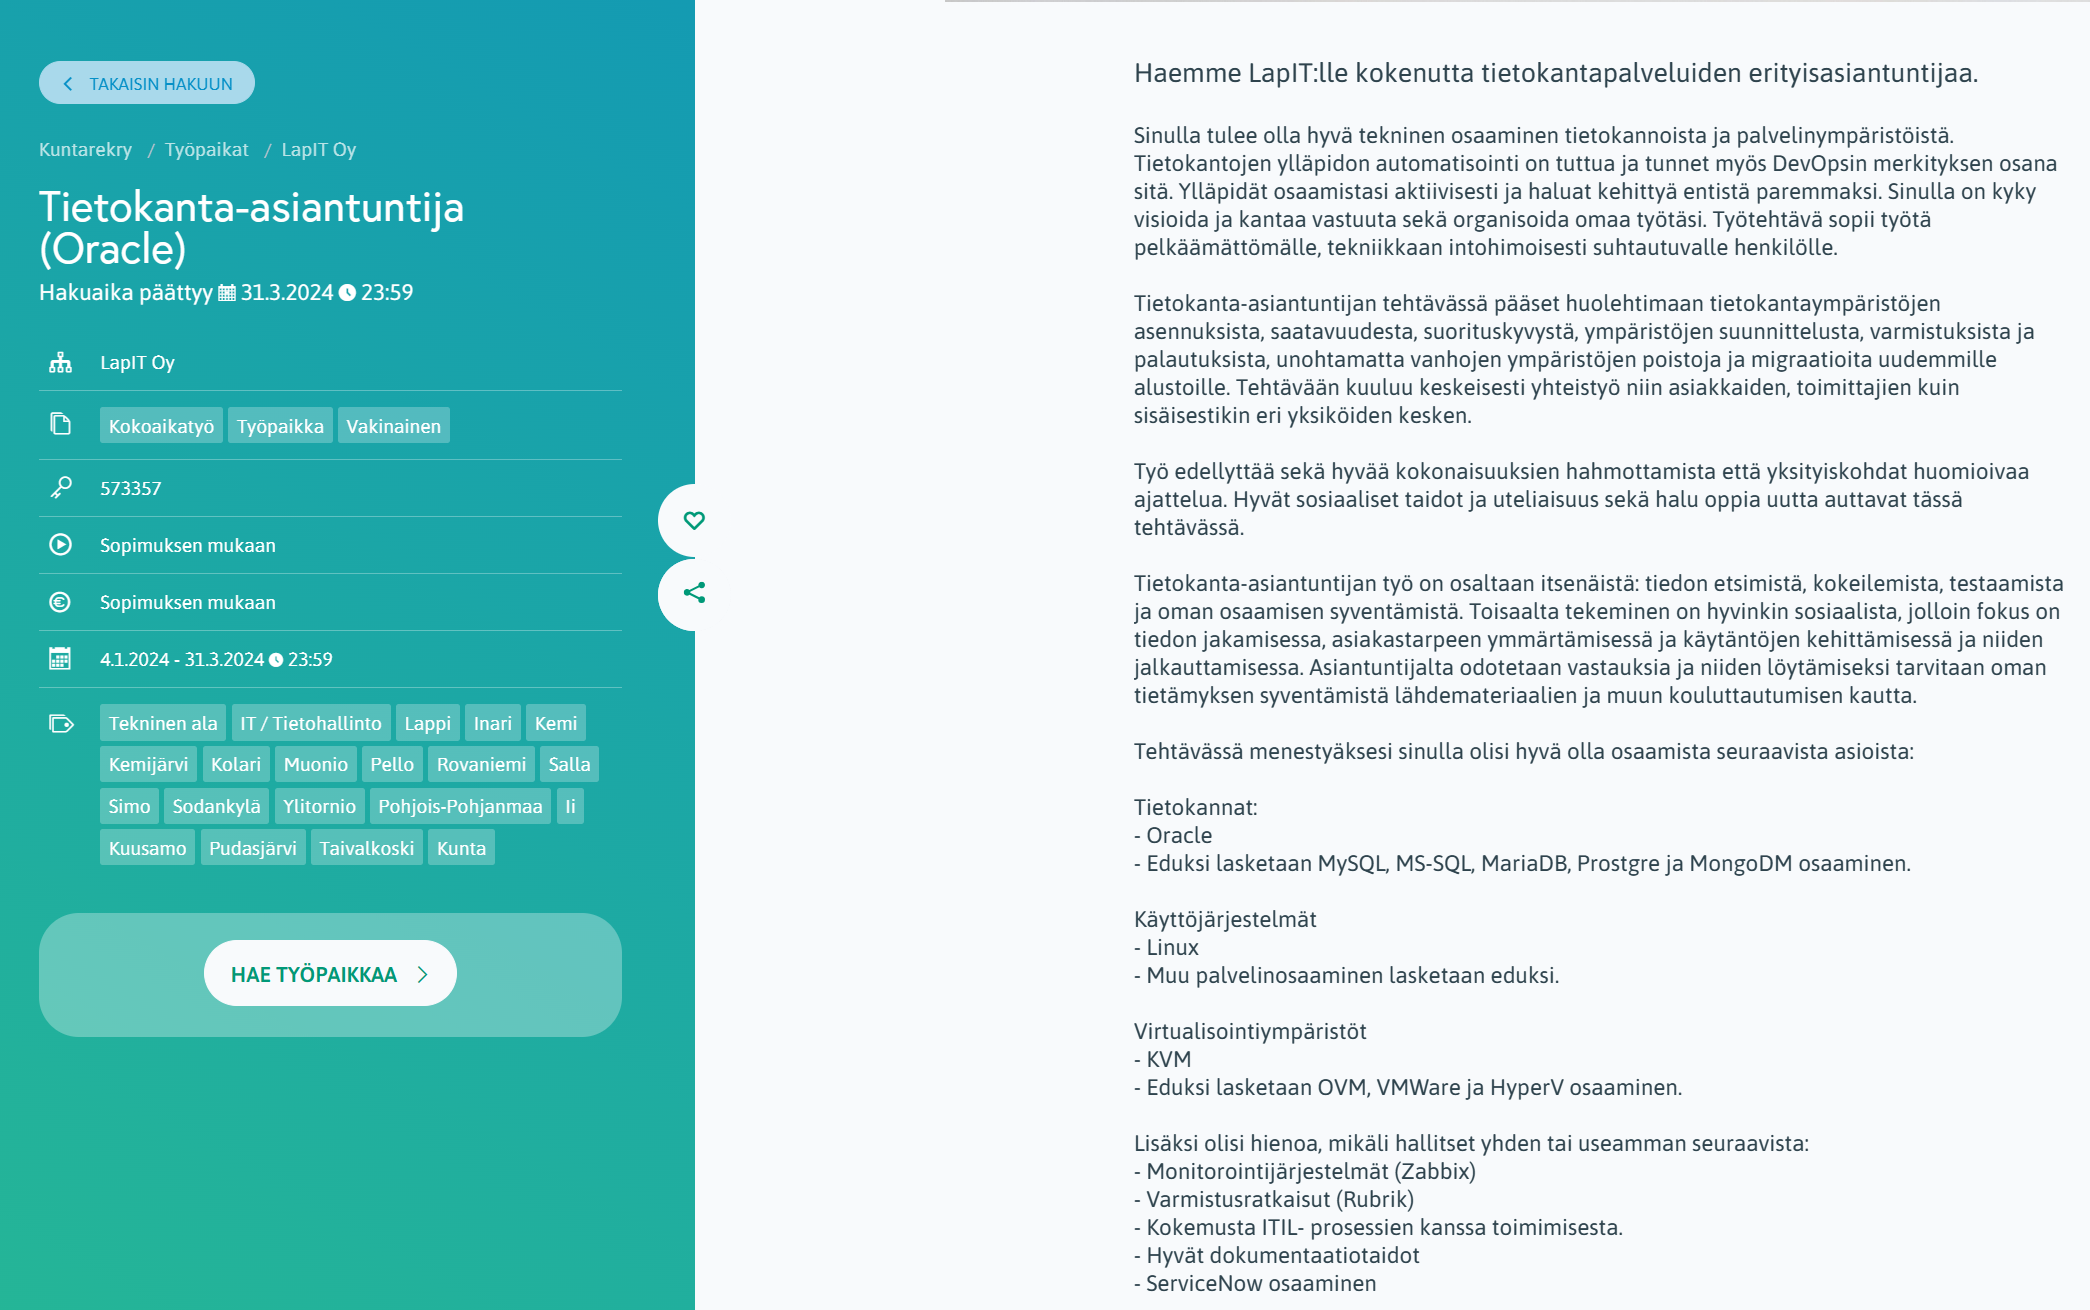 TAKAISIN HAKUUN
Kuntarekry / Työpaikat / LapIT Oy
Tietokanta-asiantuntija
(Oracle)
Hakuaika päättyy 31.3.2024 23:59
LapIT Oy
Kokoaikatyö Työpaikka Vakinainen
573357
Sopimuksen mukaan
Sopimuksen mukaan
4.1.2024 - 31.3.2024 23:59
Tekninen ala IT / Tietohallinto Lappi Inari Kemi
Kemijärvi Kolari Muonio Pello Rovaniemi Salla
Simo Sodankylä Ylitornio Pohjois-Pohjanmaa Ii
Kuusamo Pudasjärvi Taivalkoski Kunta
HAE TYÖPAIKKAA
Haemme LapIT:lle kokenutta tietokantapalveluiden erityisasiantuntijaa.
Sinulla tulee olla hyvä tekninen osaaminen tietokannoista ja palvelinympäristöistä.
Tietokantojen ylläpidon automatisointi on tuttua ja tunnet myös DevOpsin merkityksen osana
sitä. Ylläpidät osaamistasi aktiivisesti ja haluat kehittyä entistä paremmaksi. Sinulla on kyky
visioida ja kantaa vastuuta sekä organisoida omaa työtäsi. Työtehtävä sopii työtä
pelkäämättömälle, tekniikkaan intohimoisesti suhtautuvalle henkilölle.
Tietokanta-asiantuntijan tehtävässä pääset huolehtimaan tietokantaympäristöjen
asennuksista, saatavuudesta, suorituskyvystä, ympäristöjen suunnittelusta, varmistuksista ja
palautuksista, unohtamatta vanhojen ympäristöjen poistoja ja migraatioita uudemmille
alustoille. Tehtävään kuuluu keskeisesti yhteistyö niin asiakkaiden, toimittajien kuin
sisäisestikin eri yksiköiden kesken.
Työ edellyttää sekä hyvää kokonaisuuksien hahmottamista että yksityiskohdat huomioivaa
ajattelua. Hyvät sosiaaliset taidot ja uteliaisuus sekä halu oppia uutta auttavat tässä
tehtävässä.
Tietokanta-asiantuntijan työ on osaltaan itsenäistä: tiedon etsimistä, kokeilemista, testaamista
ja oman osaamisen syventämistä. Toisaalta tekeminen on hyvinkin sosiaalista, jolloin fokus on
tiedon jakamisessa, asiakastarpeen ymmärtämisessä ja käytäntöjen kehittämisessä ja niiden
jalkauttamisessa. Asiantuntijalta odotetaan vastauksia ja niiden löytämiseksi tarvitaan oman
tietämyksen syventämistä lähdemateriaalien ja muun kouluttautumisen kautta.
Tehtävässä menestyäksesi sinulla olisi hyvä olla osaamista seuraavista asioista:
Tietokannat:
- Oracle
- Eduksi lasketaan MySQL, MS-SQL, MariaDB, Prostgre ja MongoDM osaaminen.
Käyttöjärjestelmät
- Linux
- Muu palvelinosaaminen lasketaan eduksi.
Virtualisointiympäristöt
- KVM
- Eduksi lasketaan OVM, VMWare ja HyperV osaaminen.
Lisäksi olisi hienoa, mikäli hallitset yhden tai useamman seuraavista:
- Monitorointijärjestelmät (Zabbix)
- Varmistusratkaisut (Rubrik)
- Kokemusta ITIL- prosessien kanssa toimimisesta.
- Hyvät dokumentaatiotaidot
- ServiceNow osaaminen